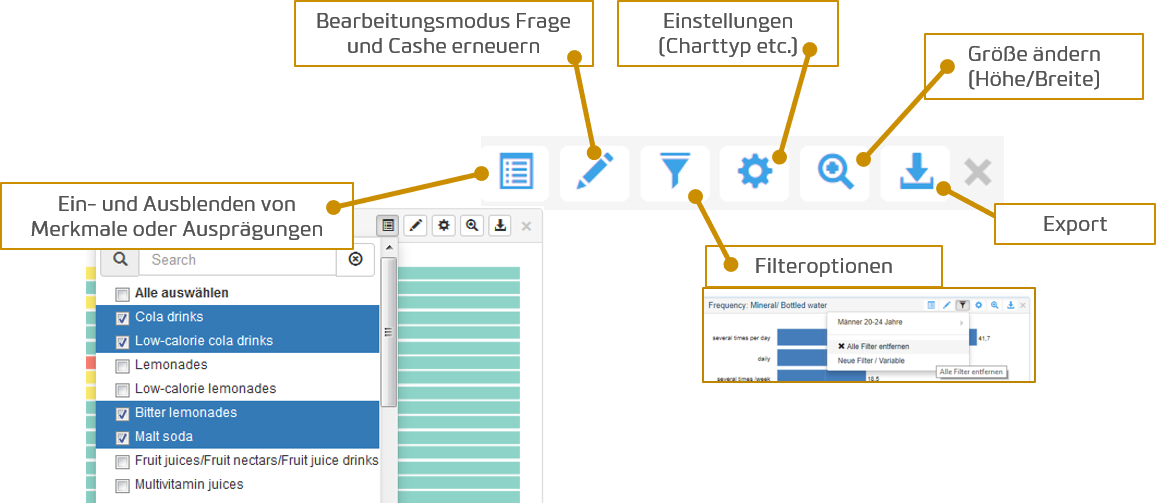 Bearbeitungsmodus Frage
und Cashe erneuern
Einstellungen
(Charttyp etc.)
Größe ändern
(Höhe/Breite)
Ein- und Ausblenden von
Merkmale oder Ausprägungen
Export
Filteroptionen
Search
Alle auswählen
Cola drinks
Low-calorie cola drinks
Lemonades
Low-calorie lemonades
Bitter lemonades
Malt soda
Fruit juices/Fruit nectars/Fruit juice drinks
Multivitamin juices
Frequency: Mineral/ Bottled water
Männer 20-24 Jahre
several times per day
41,7
Alle Filter entfernen
daily
Neue Filter / Variable
Alle Filter entfernen
several times /week
18,5